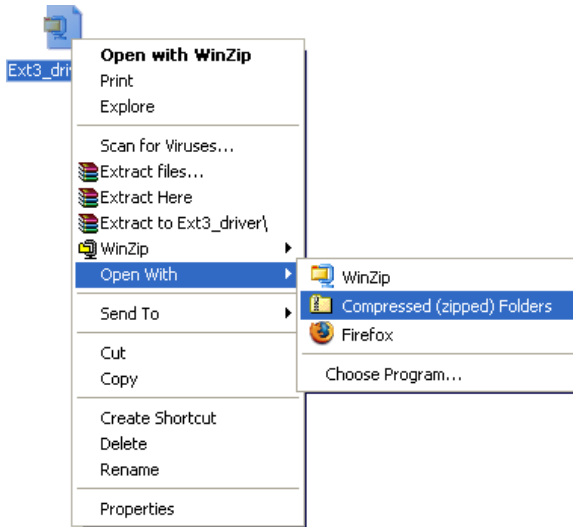 Ext3_dri
Open with WinZip
Print
Explore
Scan for Viruses...
Extract files...
Extract Here
Extract to Ext3_driver\
WinZip
Open With
Send To
Cut
Copy
Create Shortcut
Delete
Rename
Properties
WinZip
Compressed (zipped) Folders
Firefox
Choose Program...